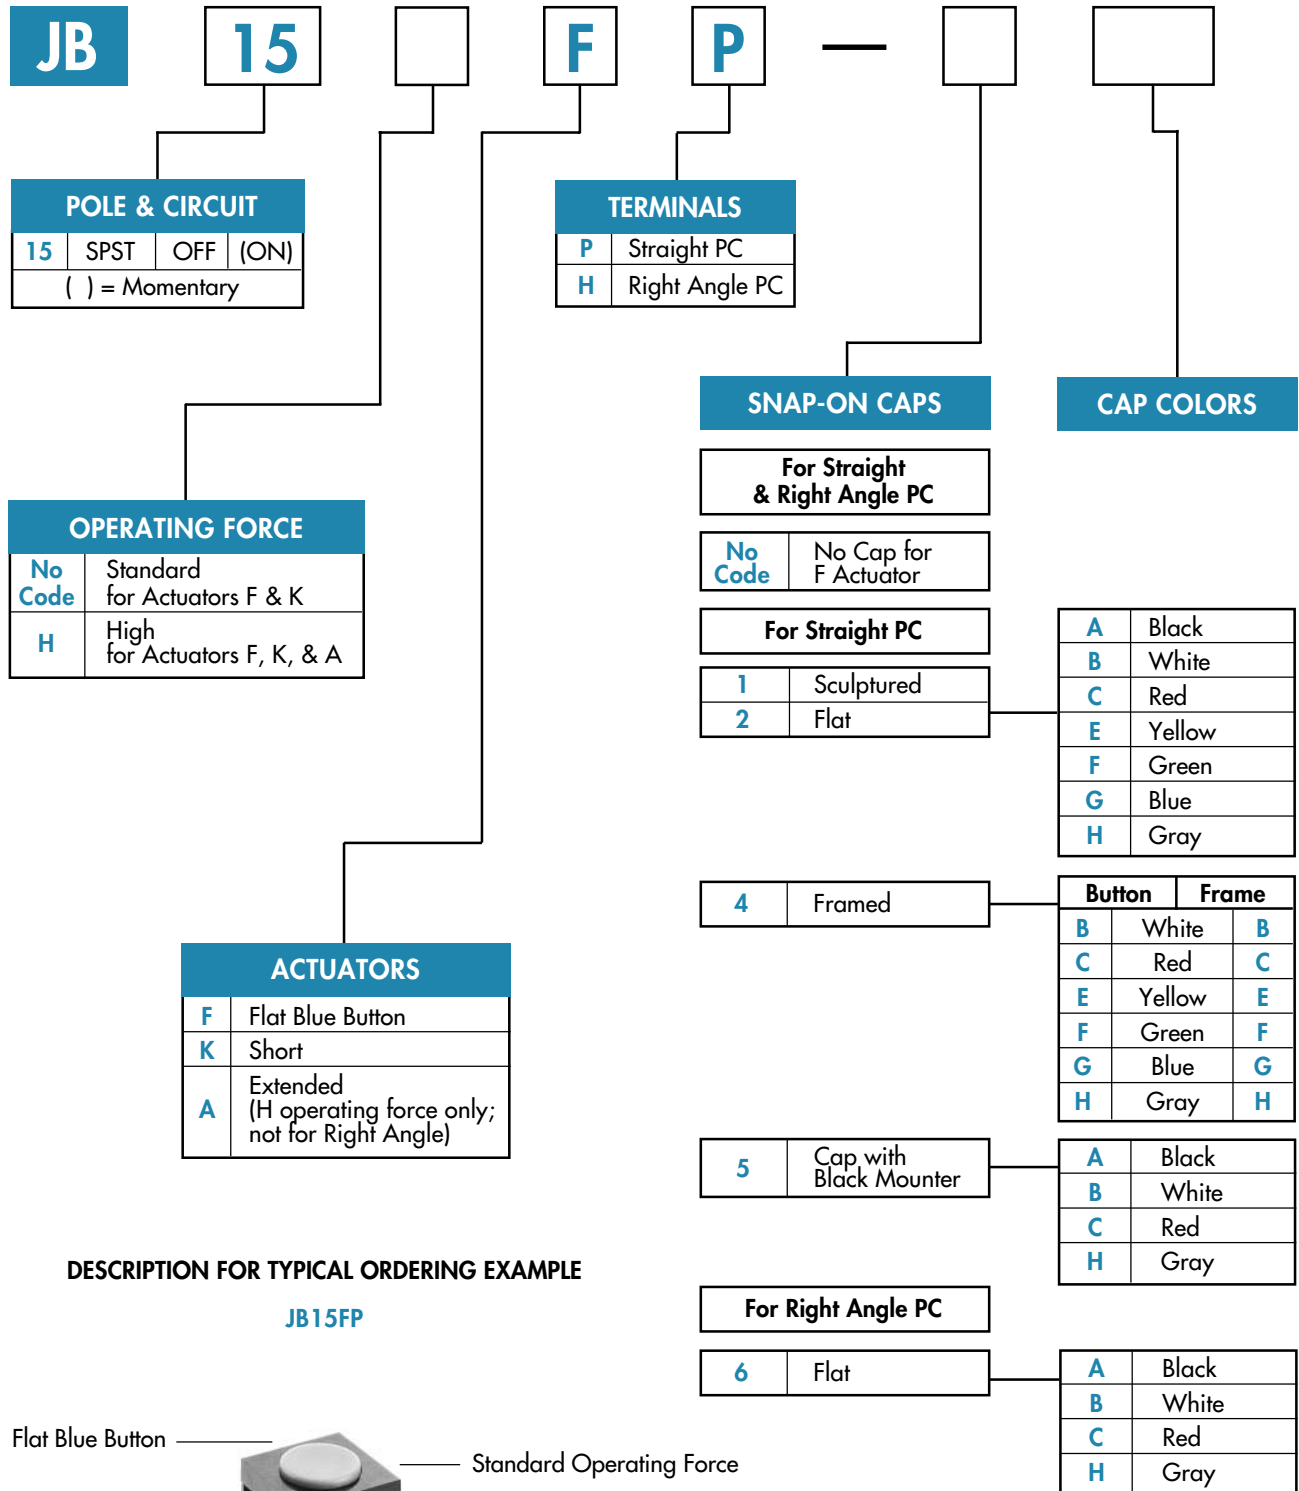 JB 15 F P —
POLE & CIRCUIT
15 SPST OFF (ON)
( ) = Momentary
TERMINALS
P Straight PC
H Right Angle PC
OPERATING FORCE
No Code Standard
for Actuators F & K
H High
for Actuators F, K, & A
ACTUATORS
F Flat Blue Button
K Short
A Extended
(H operating force only;
not for Right Angle)
SNAP-ON CAPS
For Straight
& Right Angle PC
No Code No Cap for
F Actuator
For Straight PC
1 Sculptured
2 Flat
4 Framed
5 Cap with
Black Mounter
For Right Angle PC
6 Flat
CAP COLORS
A Black
B White
C Red
E Yellow
F Green
G Blue
H Gray
Button Frame
B White B
C Red C
E Yellow E
F Green F
G Blue G
H Gray H
A Black
B White
C Red
H Gray
A Black
B White
C Red
H Gray
DESCRIPTION FOR TYPICAL ORDERING EXAMPLE
JB15FP
Flat Blue Button
Standard Operating Force